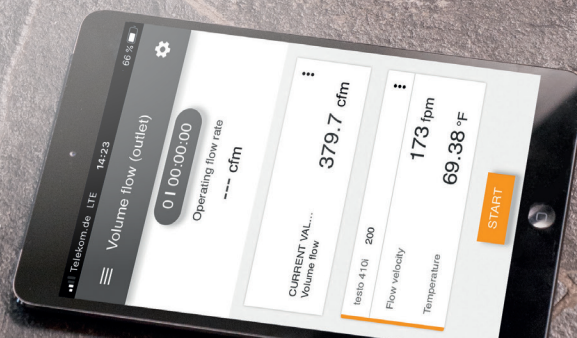 Telekom.de LTE 14:23 66 %
Volume flow (outlet)
0 I 00:00:00
Operating flow rate
--- cfm
CURRENT VAL...
Volume flow
379.7 cfm
testo 410i 200
Flow velocity 173 fpm
Temperature 69.38 °F
START